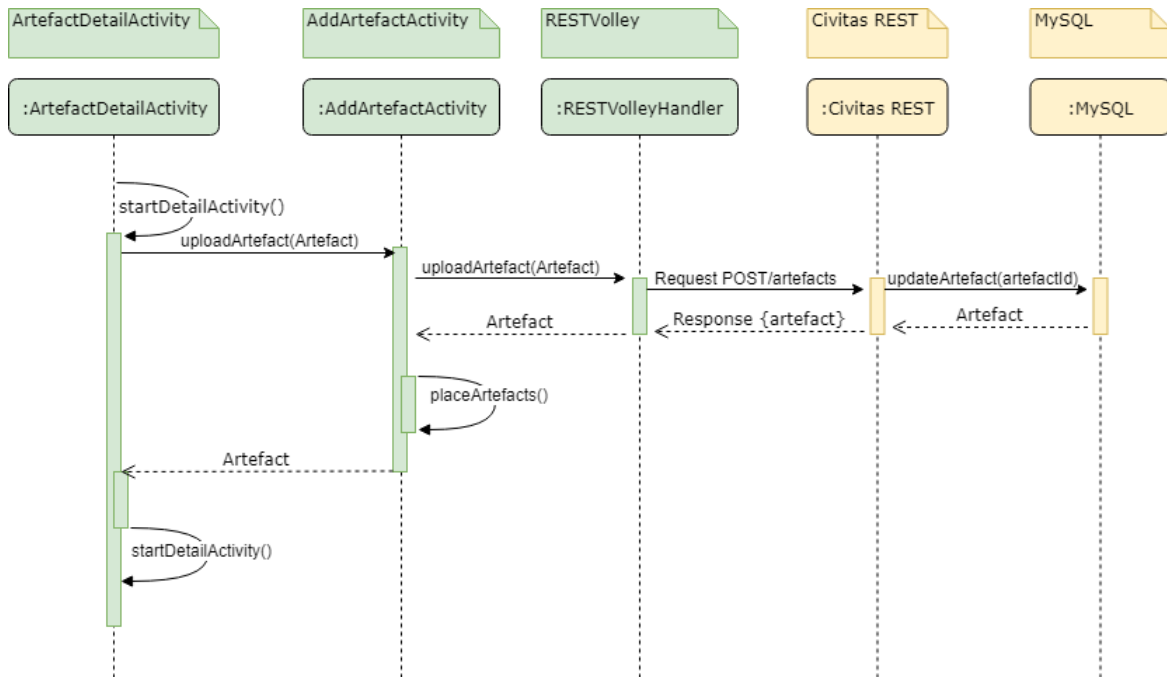 ArtefactDetailActivity
AddArtefactActivity
RESTVolley
Civitas REST
MySQL
:ArtefactDetailActivity
:AddArtefactActivity
:RESTVolleyHandler
:Civitas REST
:MySQL
startDetailActivity()
uploadArtefact(Artefact)
uploadArtefact(Artefact)
Request POST/artefacts
updateArtefact(artefactId)
Artefact
Response {artefact}
Artefact
placeArtefacts()
Artefact
startDetailActivity()